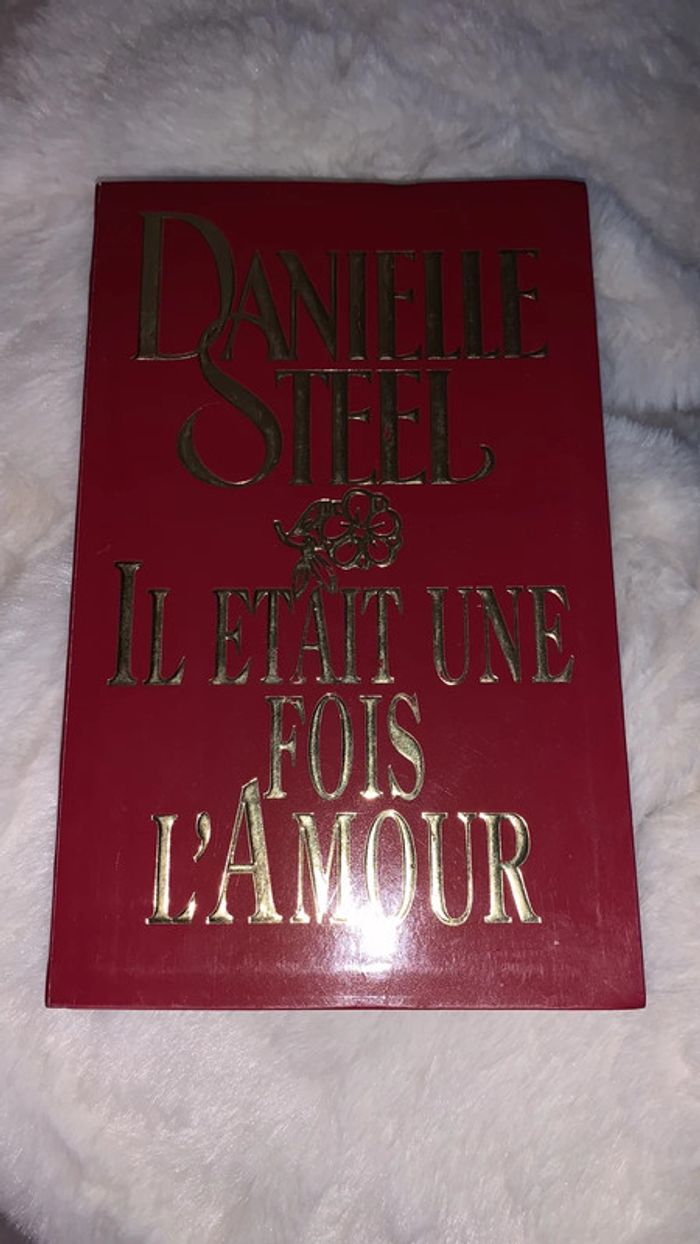 DANIELLE
STEEL
IL ETAIT UNE
FOIS
L'AMOUR